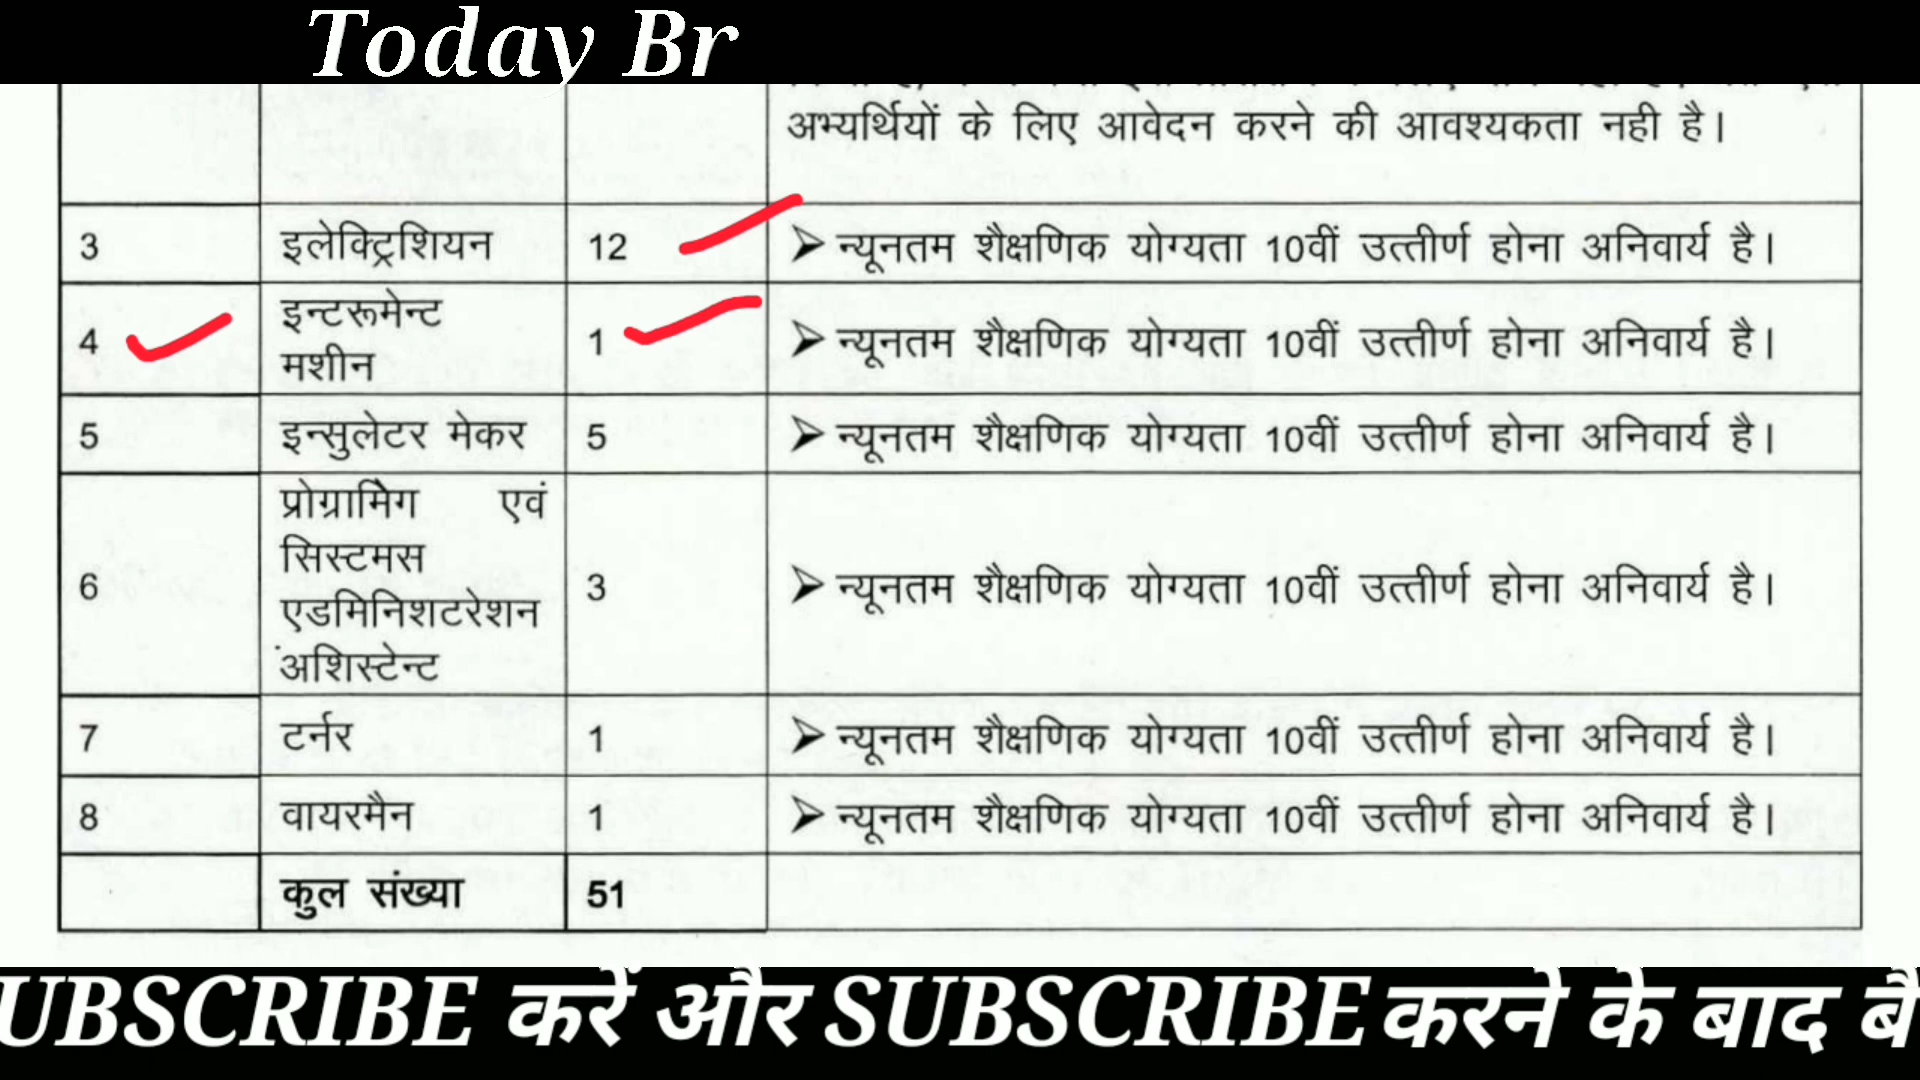 Today Br
अभ्यर्थियों के लिए आवेदन करने की आवश्यकता नही है।
3 इलेक्ट्रिशियन 12 ➢ न्यूनतम शैक्षणिक योग्यता 10वीं उत्तीर्ण होना अनिवार्य है।
4 इन्टरूमेन्ट मशीन 1 ➢ न्यूनतम शैक्षणिक योग्यता 10वीं उत्तीर्ण होना अनिवार्य है।
5 इन्सुलेटर मेकर 5 ➢ न्यूनतम शैक्षणिक योग्यता 10वीं उत्तीर्ण होना अनिवार्य है।
6 प्रोग्रामिंग एवं
सिस्टमस
एडमिनिशटरेशन
अशिस्टेन्ट 3 ➢ न्यूनतम शैक्षणिक योग्यता 10वीं उत्तीर्ण होना अनिवार्य है।
7 टर्नर 1 ➢ न्यूनतम शैक्षणिक योग्यता 10वीं उत्तीर्ण होना अनिवार्य है।
8 वायरमैन 1 ➢ न्यूनतम शैक्षणिक योग्यता 10वीं उत्तीर्ण होना अनिवार्य है।
कुल संख्या 51
UBSCRIBE करें और SUBSCRIBE करने के बाद बै